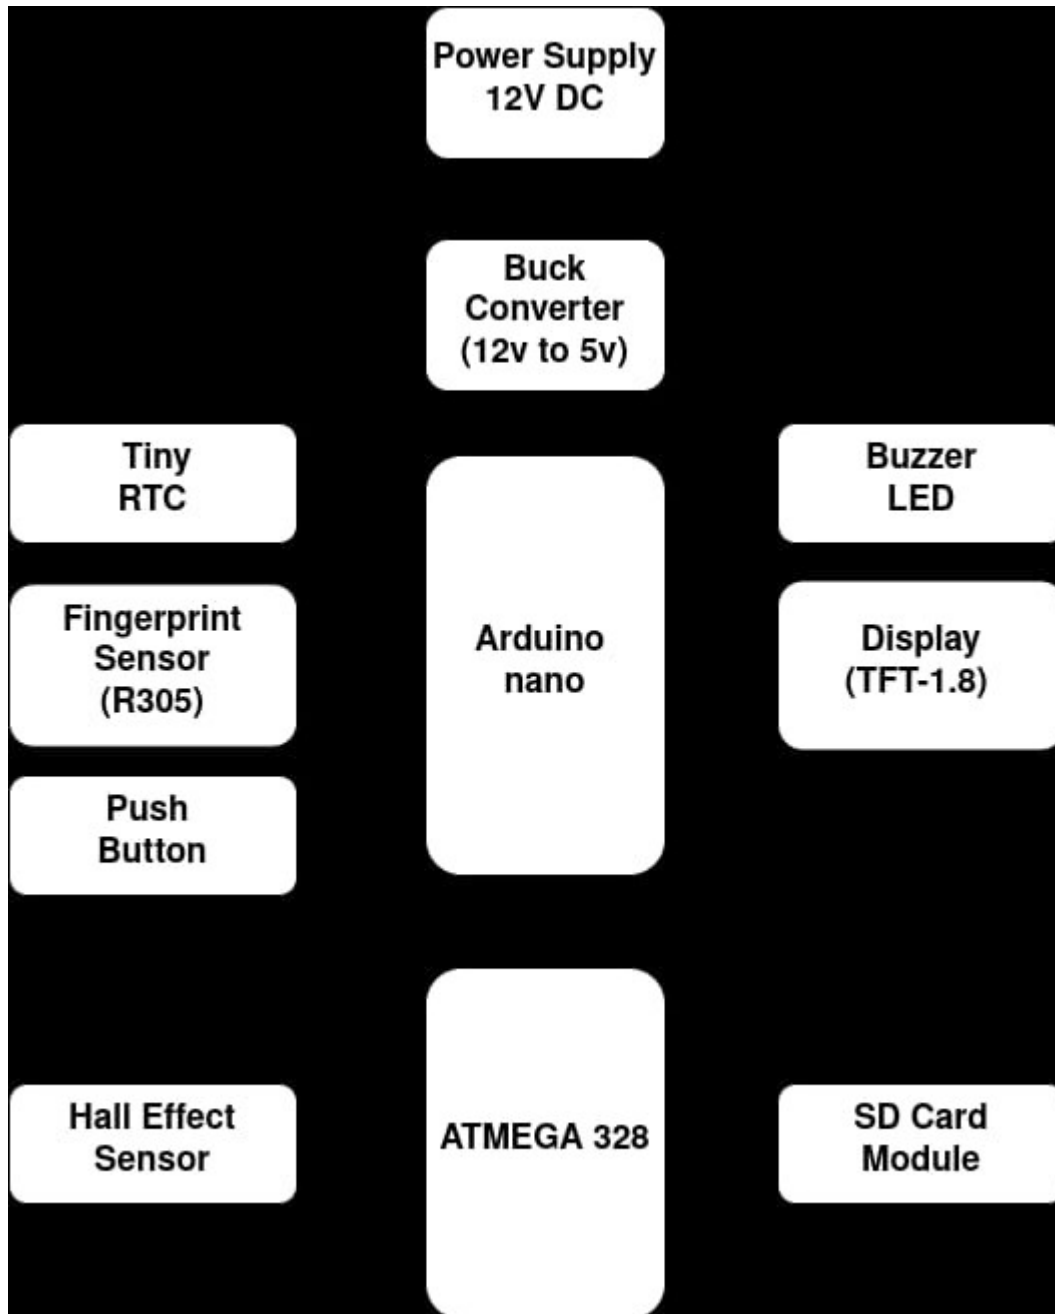 Power Supply
12V DC
Buck
Converter
(12v to 5v)
Tiny
RTC
Buzzer
LED
Fingerprint
Sensor
(R305)
Arduino
nano
Display
(TFT-1.8)
Push
Button
Hall Effect
Sensor
ATMEGA 328
SD Card
Module